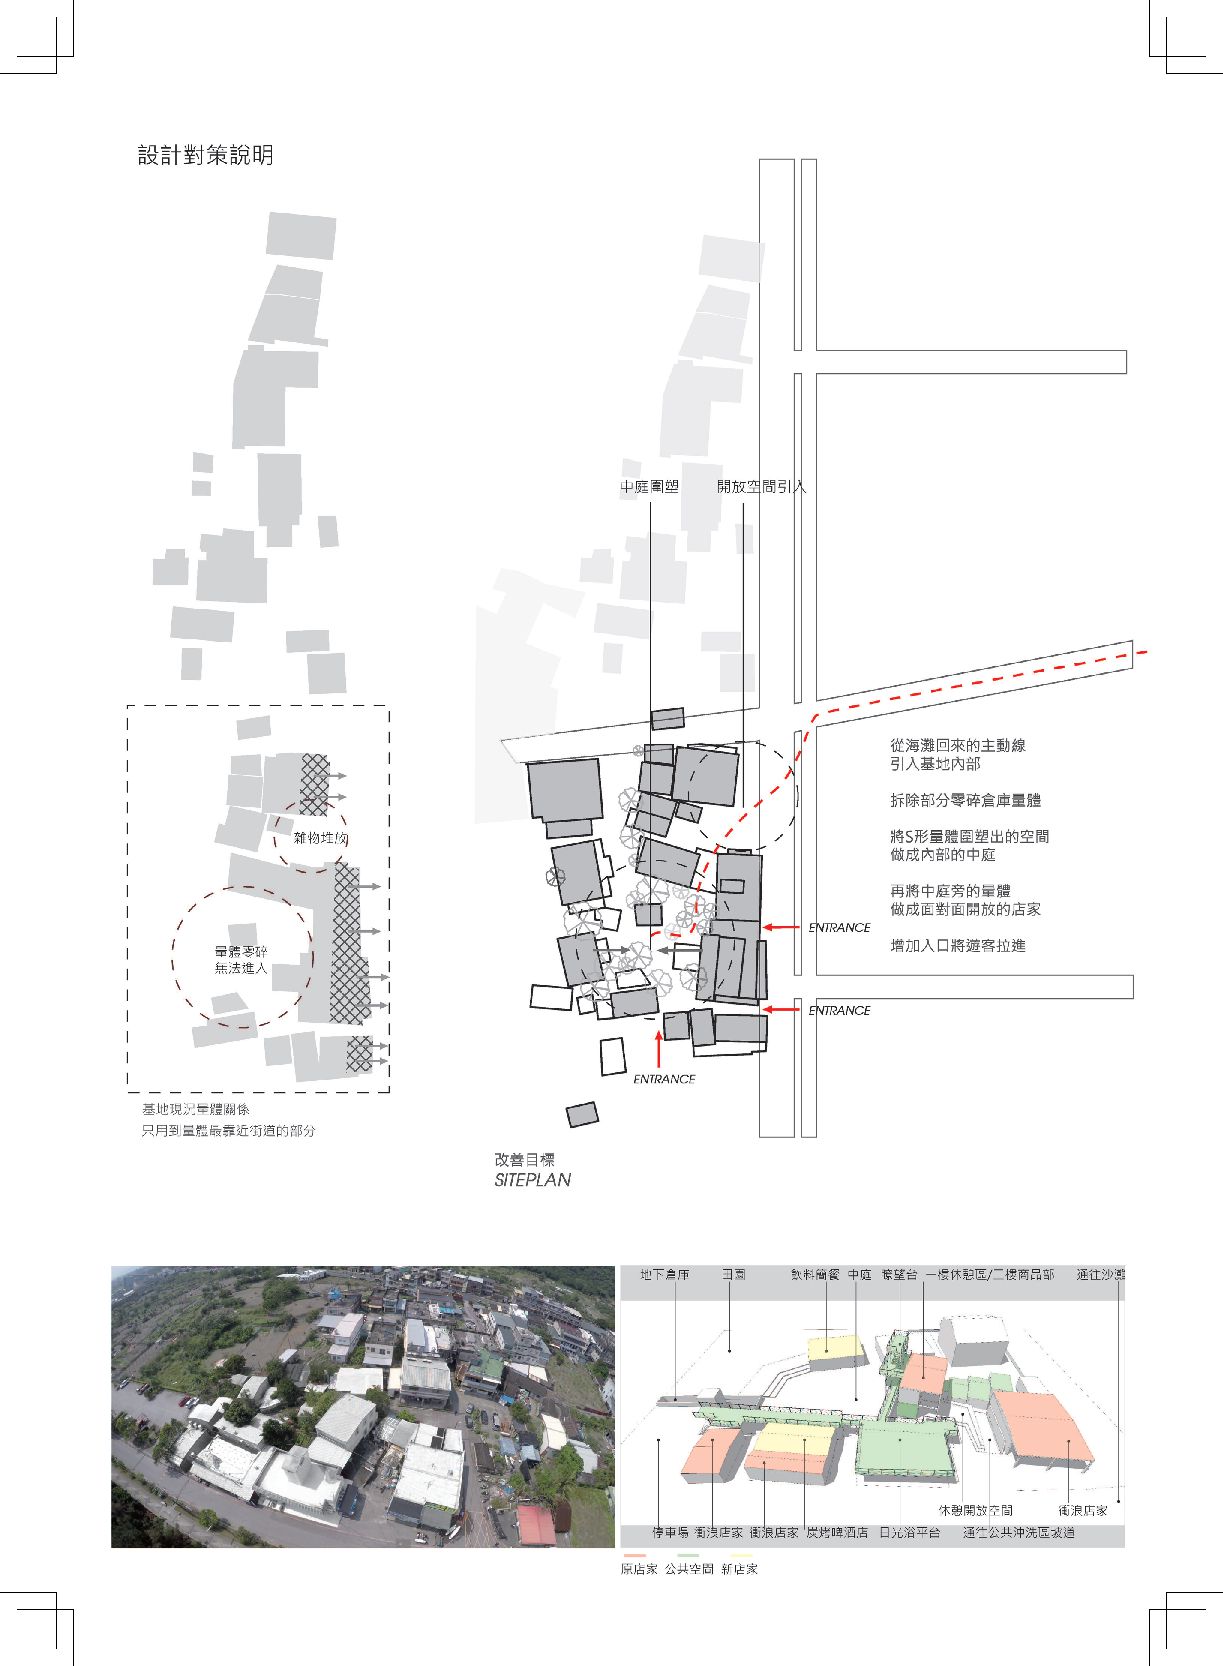 設計對策說明
中庭圍塑
開放空間引入
從海灘回來的主動線
引入基地內部
拆除部分零碎倉庫量體
將S形量體圍塑出的空間
做成內部的中庭
再將中庭旁的量體
做成面對面開放的店家
增加入口將遊客拉進
雜物堆放
量體零碎
無法進入
ENTRANCE
ENTRANCE
ENTRANCE
基地現況量體關係
只用到量體最靠近街道的部分
改善目標
SITEPLAN
地下倉庫
田園
飲料簡餐
中庭
瞭望台
一樓休憩區/二樓商品部
通往沙灘
休憩開放空間
衝浪店家
停車場
衝浪店家
衝浪店家
炭烤啤酒店
日光浴平台
通往公共沖洗區坡道
原店家
公共空間
新店家